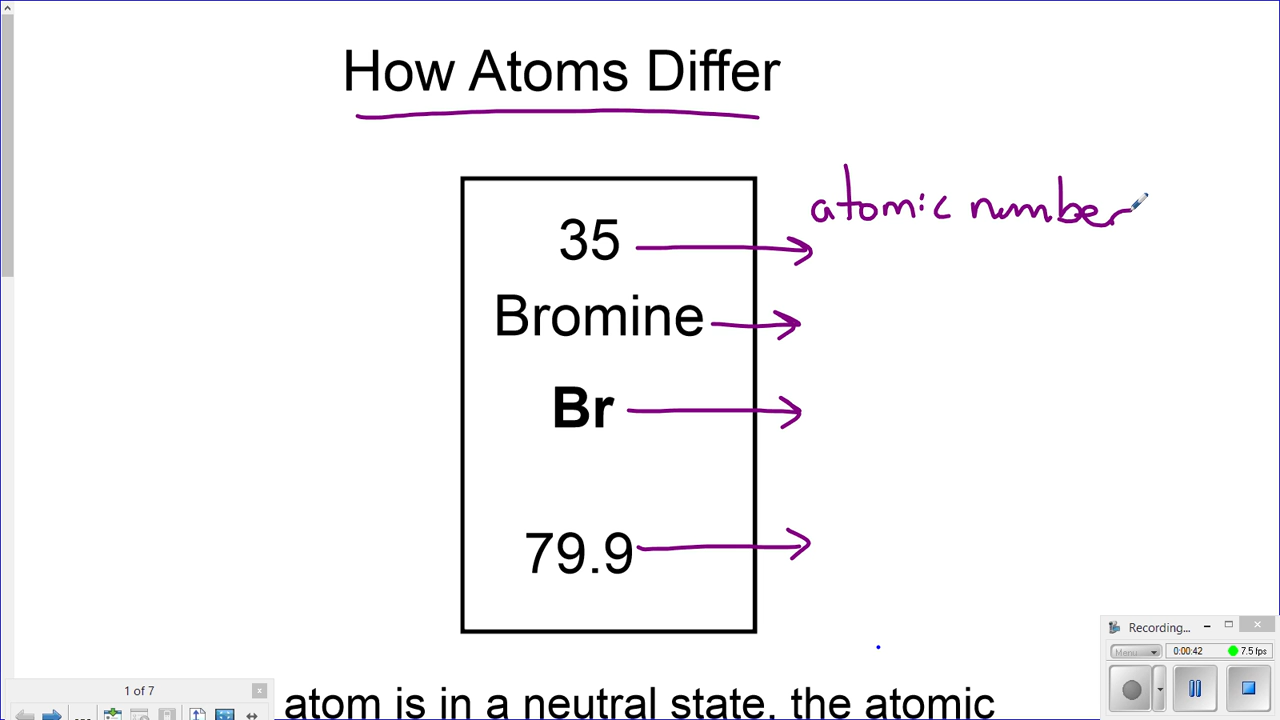 How Atoms Differ
atomic number
35
Bromine
Br
79.9
Recording...
Menu
0:00:42
7.5 fps
1 of 7
atom is in a neutral state, the atomic